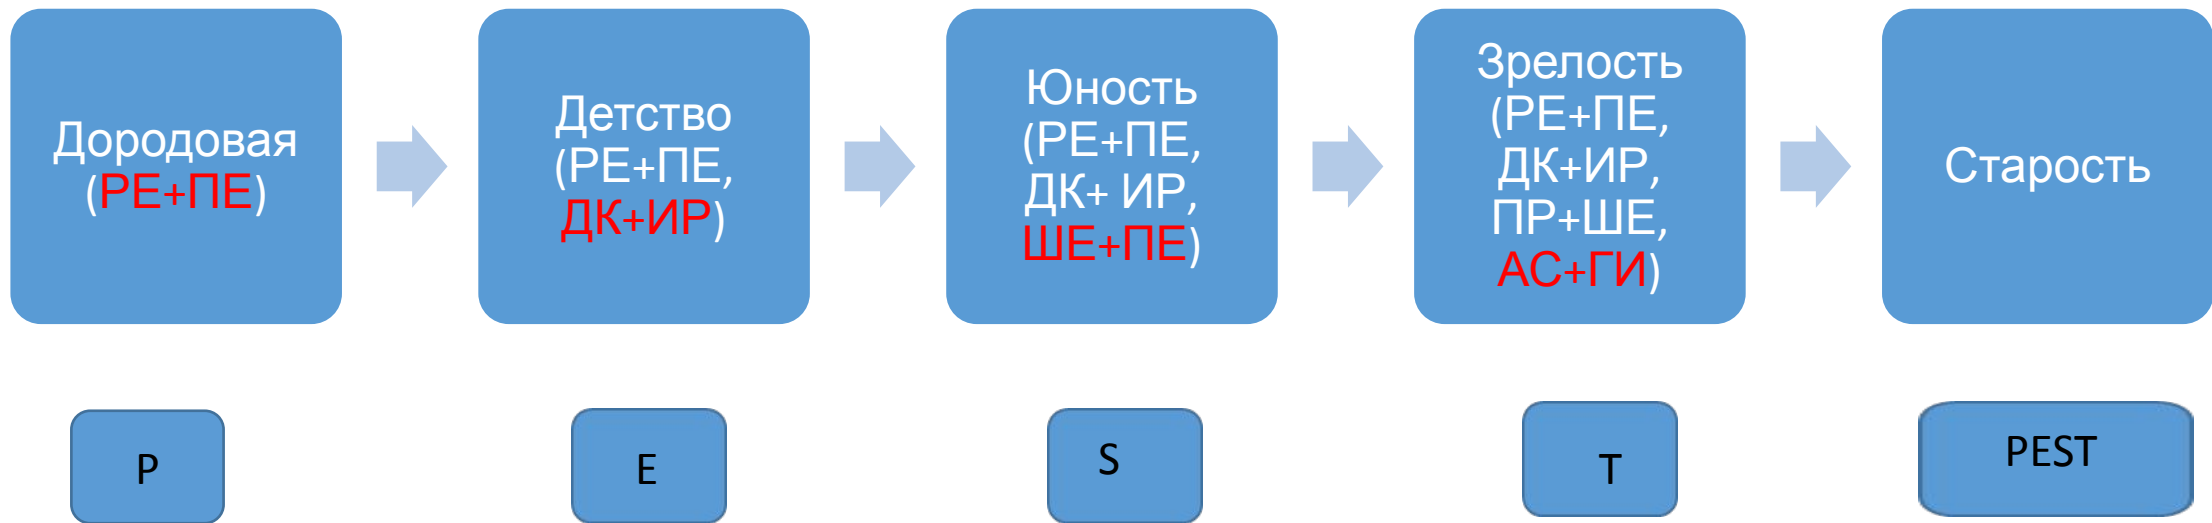 Дородовая
(РЕ+ПЕ)
Детство
(РЕ+ПЕ,
ДК+ИР)
Юность
(РЕ+ПЕ,
ДК+ ИР,
ШЕ+ПЕ)
Зрелость
(РЕ+ПЕ,
ДК+ИР,
ПР+ШЕ,
АС+ГИ)
Старость
P
E
S
T
PEST